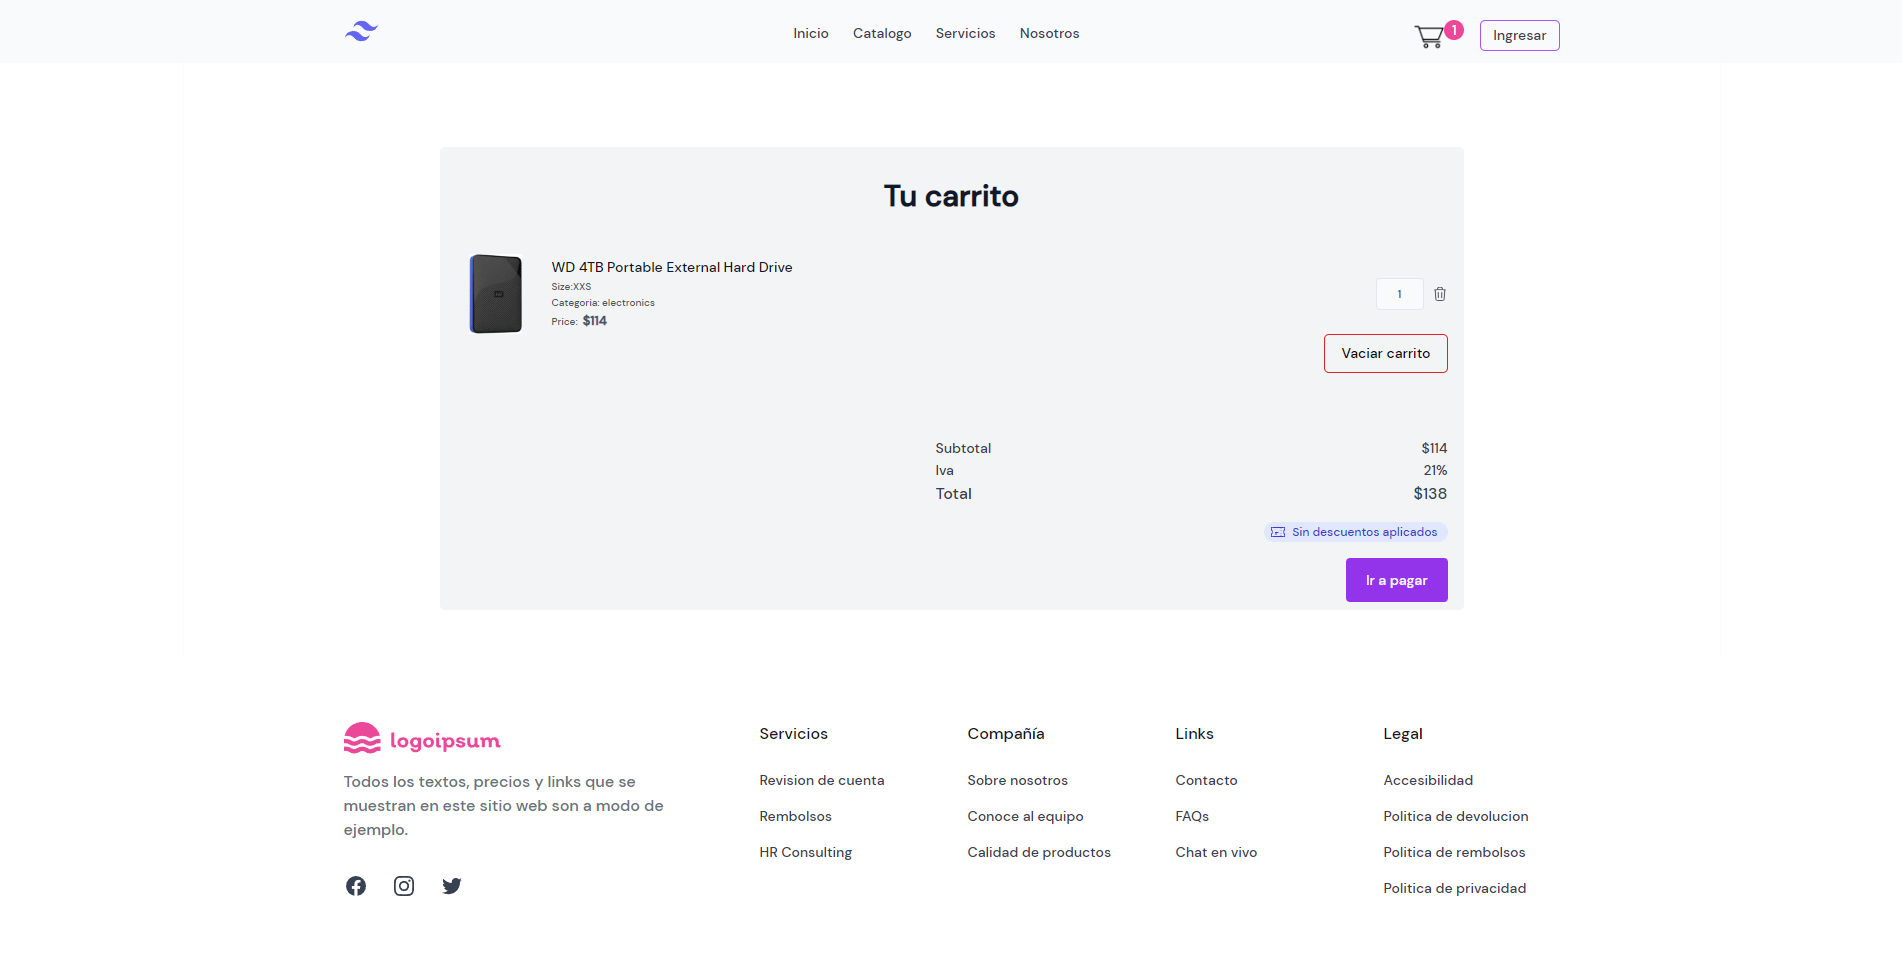 Inicio Catalogo Servicios Nosotros 1 Ingresar
Tu carrito
WD 4TB Portable External Hard Drive
Size:XXS
Categoria: electronics
Price: $114
1
Vaciar carrito
Subtotal $114
Iva 21%
Total $138
Sin descuentos aplicados
Ir a pagar
logoipsum
Todos los textos, precios y links que se
muestran en este sitio web son a modo de
ejemplo.
Servicios
Revision de cuenta
Rembolsos
HR Consulting
Compañía
Sobre nosotros
Conoce al equipo
Calidad de productos
Links
Contacto
FAQs
Chat en vivo
Legal
Accesibilidad
Politica de devolucion
Politica de rembolsos
Politica de privacidad